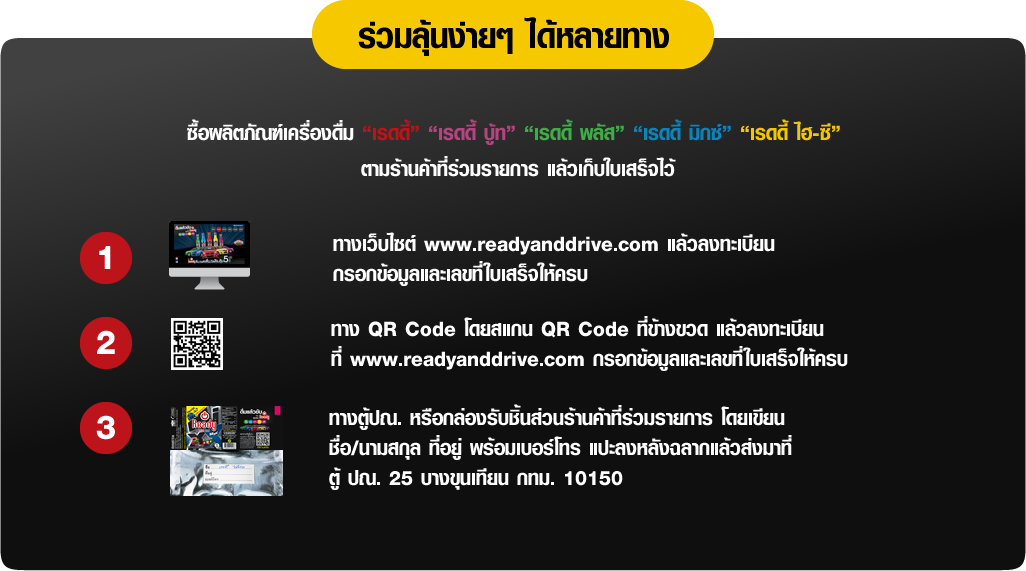 ร่วมลุ้นง่ายๆ ได้หลายทาง
ซื้อผลิตภัณฑ์เครื่องดื่ม “เรดดี้” “เรดดี้ บู้ท” “เรดดี้ พลัส” “เรดดี้ มิกซ์” “เรดดี้ ไฮ-ซี”
ตามร้านค้าที่ร่วมรายการ แล้วเก็บใบเสร็จไว้
1
ทางเว็บไซต์ www.readyanddrive.com แล้วลงทะเบียน
กรอกข้อมูลและเลขที่ใบเสร็จให้ครบ
2
ทาง QR Code โดยสแกน QR Code ที่ข้างขวด แล้วลงทะเบียน
ที่ www.readyanddrive.com กรอกข้อมูลและเลขที่ใบเสร็จให้ครบ
3
Ready
ทางตู้ปณ. หรือกล่องรับชิ้นส่วนร้านค้าที่ร่วมรายการ โดยเขียน
ชื่อ/นามสกุล ที่อยู่ พร้อมเบอร์โทร แปะลงหลังฉลากแล้วส่งมาที่
ตู้ ปณ. 25 บางขุนเทียน กทม. 10150